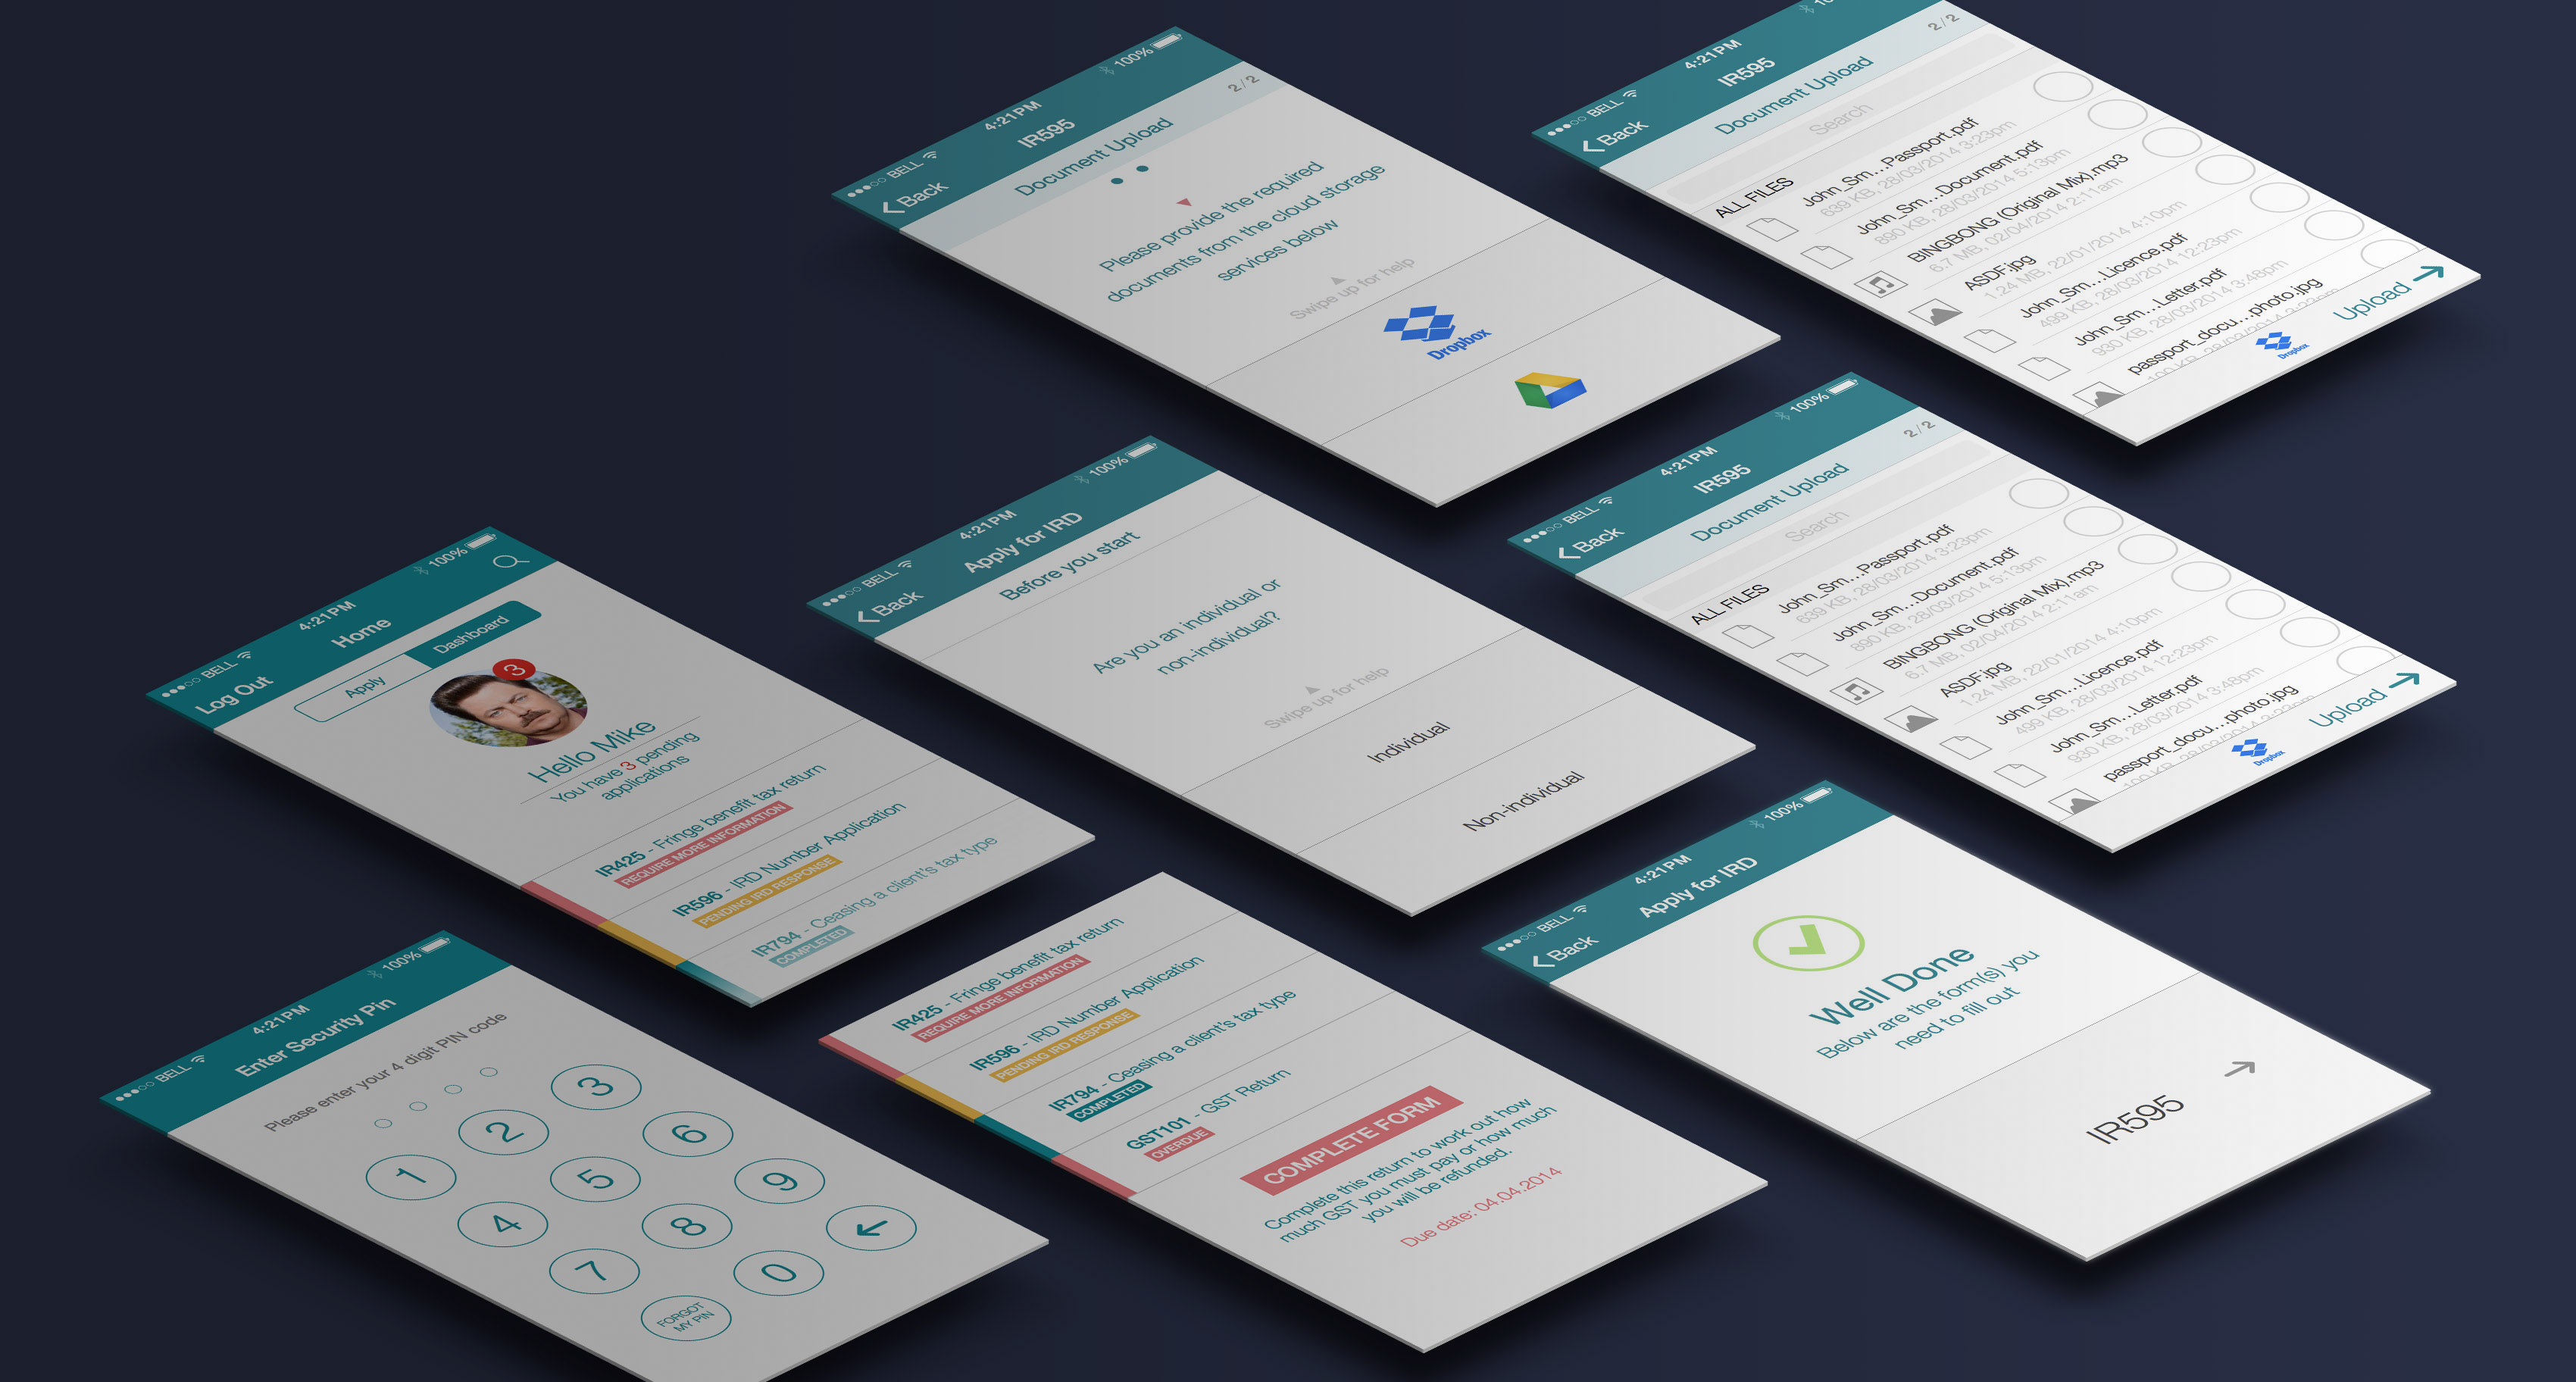 BELL
4:21PM
100%
Enter Security Pin
Please enter your 4 digit PIN code
1 2 3
4 5 6
7 8 9
FORGOT
MY PIN
0
BELL
4:21PM
100%
Log Out
Home
Apply
Dashboard
3
Hello Mike
You have 3 pending
applications
IR425 - Fringe benefit tax return
REQUIRE MORE INFORMATION
IR596 - IRD Number Application
PENDING IRD RESPONSE
IR794 - Ceasing a client's tax type
COMPLETED
BELL
4:21PM
100%
Back
IR595
Document Upload
2/2
Please provide the required
documents from the cloud storage
services below
Swipe up for help
Dropbox
BELL
4:21PM
100%
Back
Apply for IRD
Before you start
Are you an individual or
non-individual?
Swipe up for help
Individual
Non-individual
IR425 - Fringe benefit tax return
REQUIRE MORE INFORMATION
IR596 - IRD Number Application
PENDING IRD RESPONSE
IR794 - Ceasing a client's tax type
COMPLETED
GST101 - GST Return
OVERDUE
COMPLETE FORM
Complete this return to work out how
much GST you must pay or how much
you will be refunded.
Due date: 04.04.2014
BELL
4:21PM
Back
IR595
Document Upload
2/2
Search
ALL FILES
John_Sm...Passport.pdf
639 KB, 28/03/2014 3:23pm
John_Sm...Document.pdf
890 KB, 28/03/2014 5:13pm
BINGBONG (Original Mix).mp3
6.7 MB, 02/04/2014 2:11am
ASDF.jpg
1.24 MB, 22/01/2014 4:10pm
John_Sm...Licence.pdf
499 KB, 28/03/2014 12:23pm
John_Sm...Letter.pdf
930 KB, 28/03/2014 3:48pm
passport_docu...photo.jpg
Dropbox
Upload
BELL
4:21PM
100%
Back
IR595
Document Upload
2/2
Search
ALL FILES
John_Sm...Passport.pdf
639 KB, 28/03/2014 3:23pm
John_Sm...Document.pdf
890 KB, 28/03/2014 5:13pm
BINGBONG (Original Mix).mp3
6.7 MB, 02/04/2014 2:11am
ASDF.jpg
1.24 MB, 22/01/2014 4:10pm
John_Sm...Licence.pdf
499 KB, 28/03/2014 12:23pm
John_Sm...Letter.pdf
930 KB, 28/03/2014 3:48pm
passport_docu...photo.jpg
Dropbox
Upload
BELL
4:21PM
100%
Back
Apply for IRD
Well Done
Below are the form(s) you
need to fill out
IR595